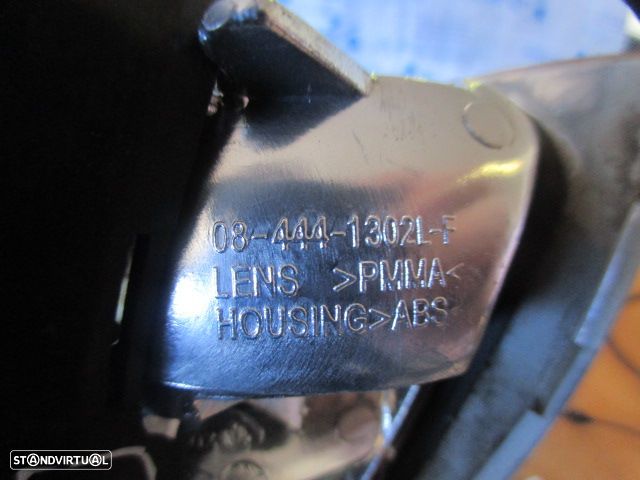 08-444-1302L-F
LENS >PMMA<
HOUSING>ABS<
STANDVIRTUAL